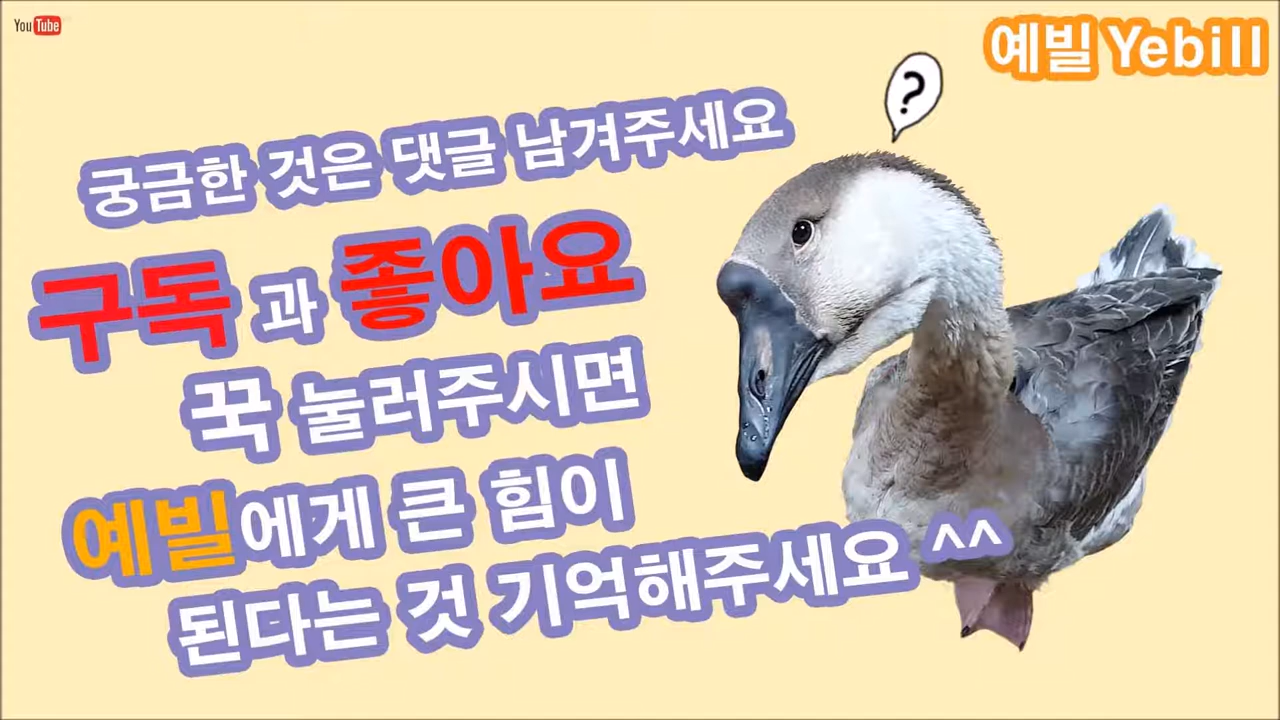 YouTube
예빌 Yebill
?
궁금한 것은 댓글 남겨주세요
구독 과 좋아요
꾹 눌러주시면
예빌에게 큰 힘이
된다는 것 기억해주세요 ^^